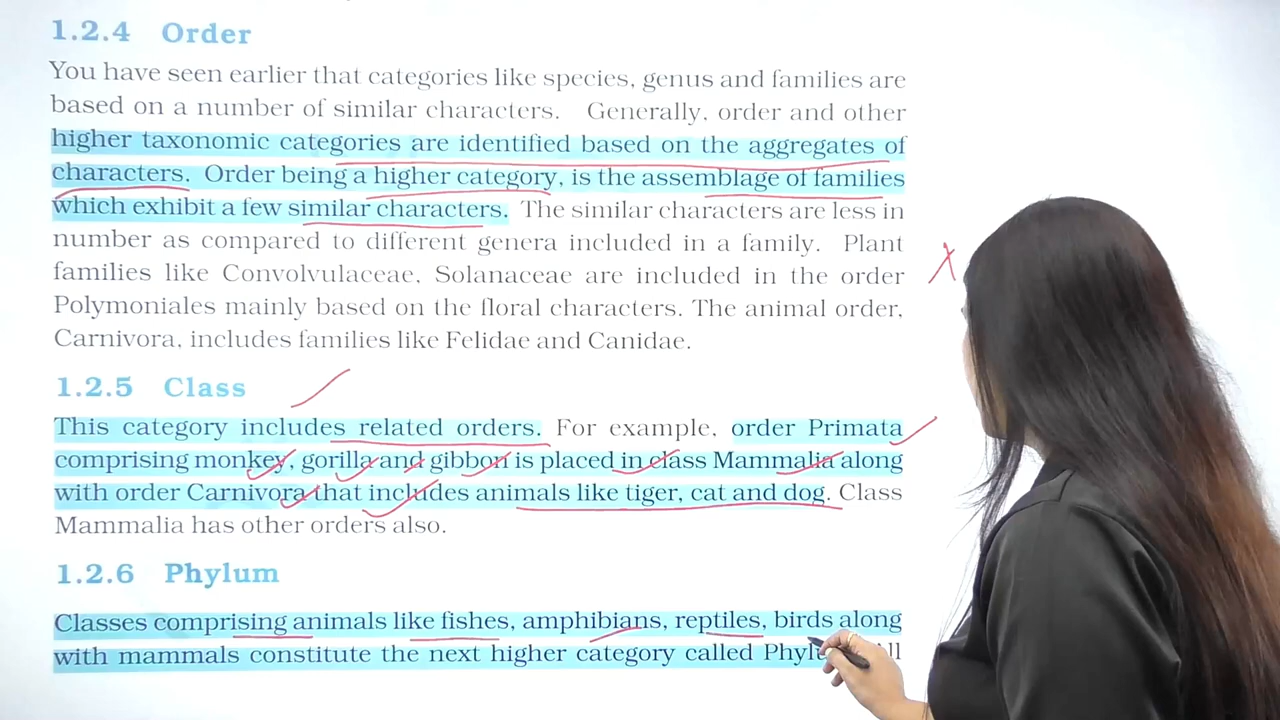 1.2.4 Order
You have seen earlier that categories like species, genus and families are
based on a number of similar characters. Generally, order and other
higher taxonomic categories are identified based on the aggregates of
characters. Order being a higher category, is the assemblage of families
which exhibit a few similar characters. The similar characters are less in
number as compared to different genera included in a family. Plant
families like Convolvulaceae, Solanaceae are included in the order
Polymoniales mainly based on the floral characters. The animal order,
Carnivora, includes families like Felidae and Canidae.
1.2.5 Class
This category includes related orders. For example, order Primata
comprising monkey, gorilla and gibbon is placed in class Mammalia along
with order Carnivora that includes animals like tiger, cat and dog. Class
Mammalia has other orders also.
1.2.6 Phylum
Classes comprising animals like fishes, amphibians, reptiles, birds along
with mammals constitute the next higher category called